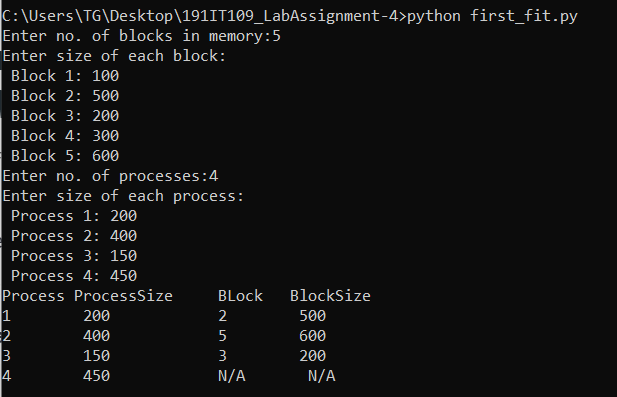 C:\Users\TG\Desktop\191IT109_LabAssignment-4>python first_fit.py
Enter no. of blocks in memory:5
Enter size of each block:
Block 1: 100
Block 2: 500
Block 3: 200
Block 4: 300
Block 5: 600
Enter no. of processes:4
Enter size of each process:
Process 1: 200
Process 2: 400
Process 3: 150
Process 4: 450
Process ProcessSize BLock BlockSize
1 200 2 500
2 400 5 600
3 150 3 200
4 450 N/A N/A